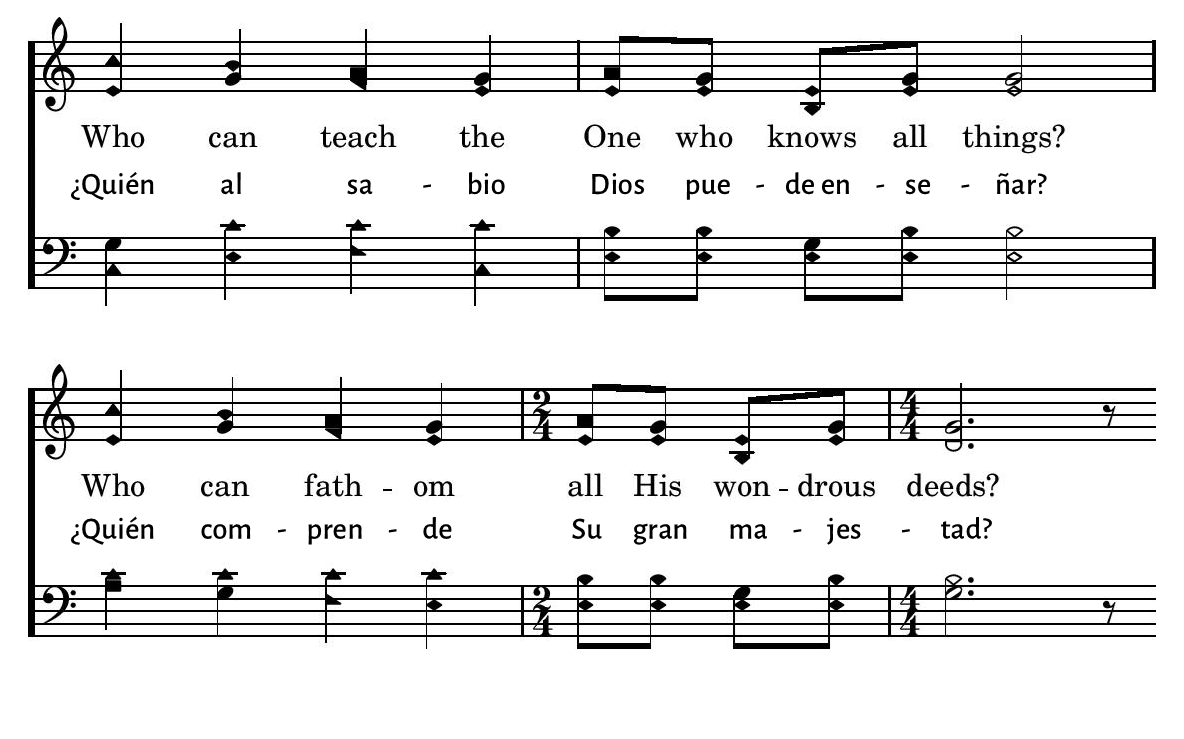 Who can teach the One who knows all things?
¿Quién al sa - bio Dios pue - de en - se - ñar?
Who can fath - om all His won - drous deeds?
¿Quién com - pren - de Su gran ma - jes - tad?